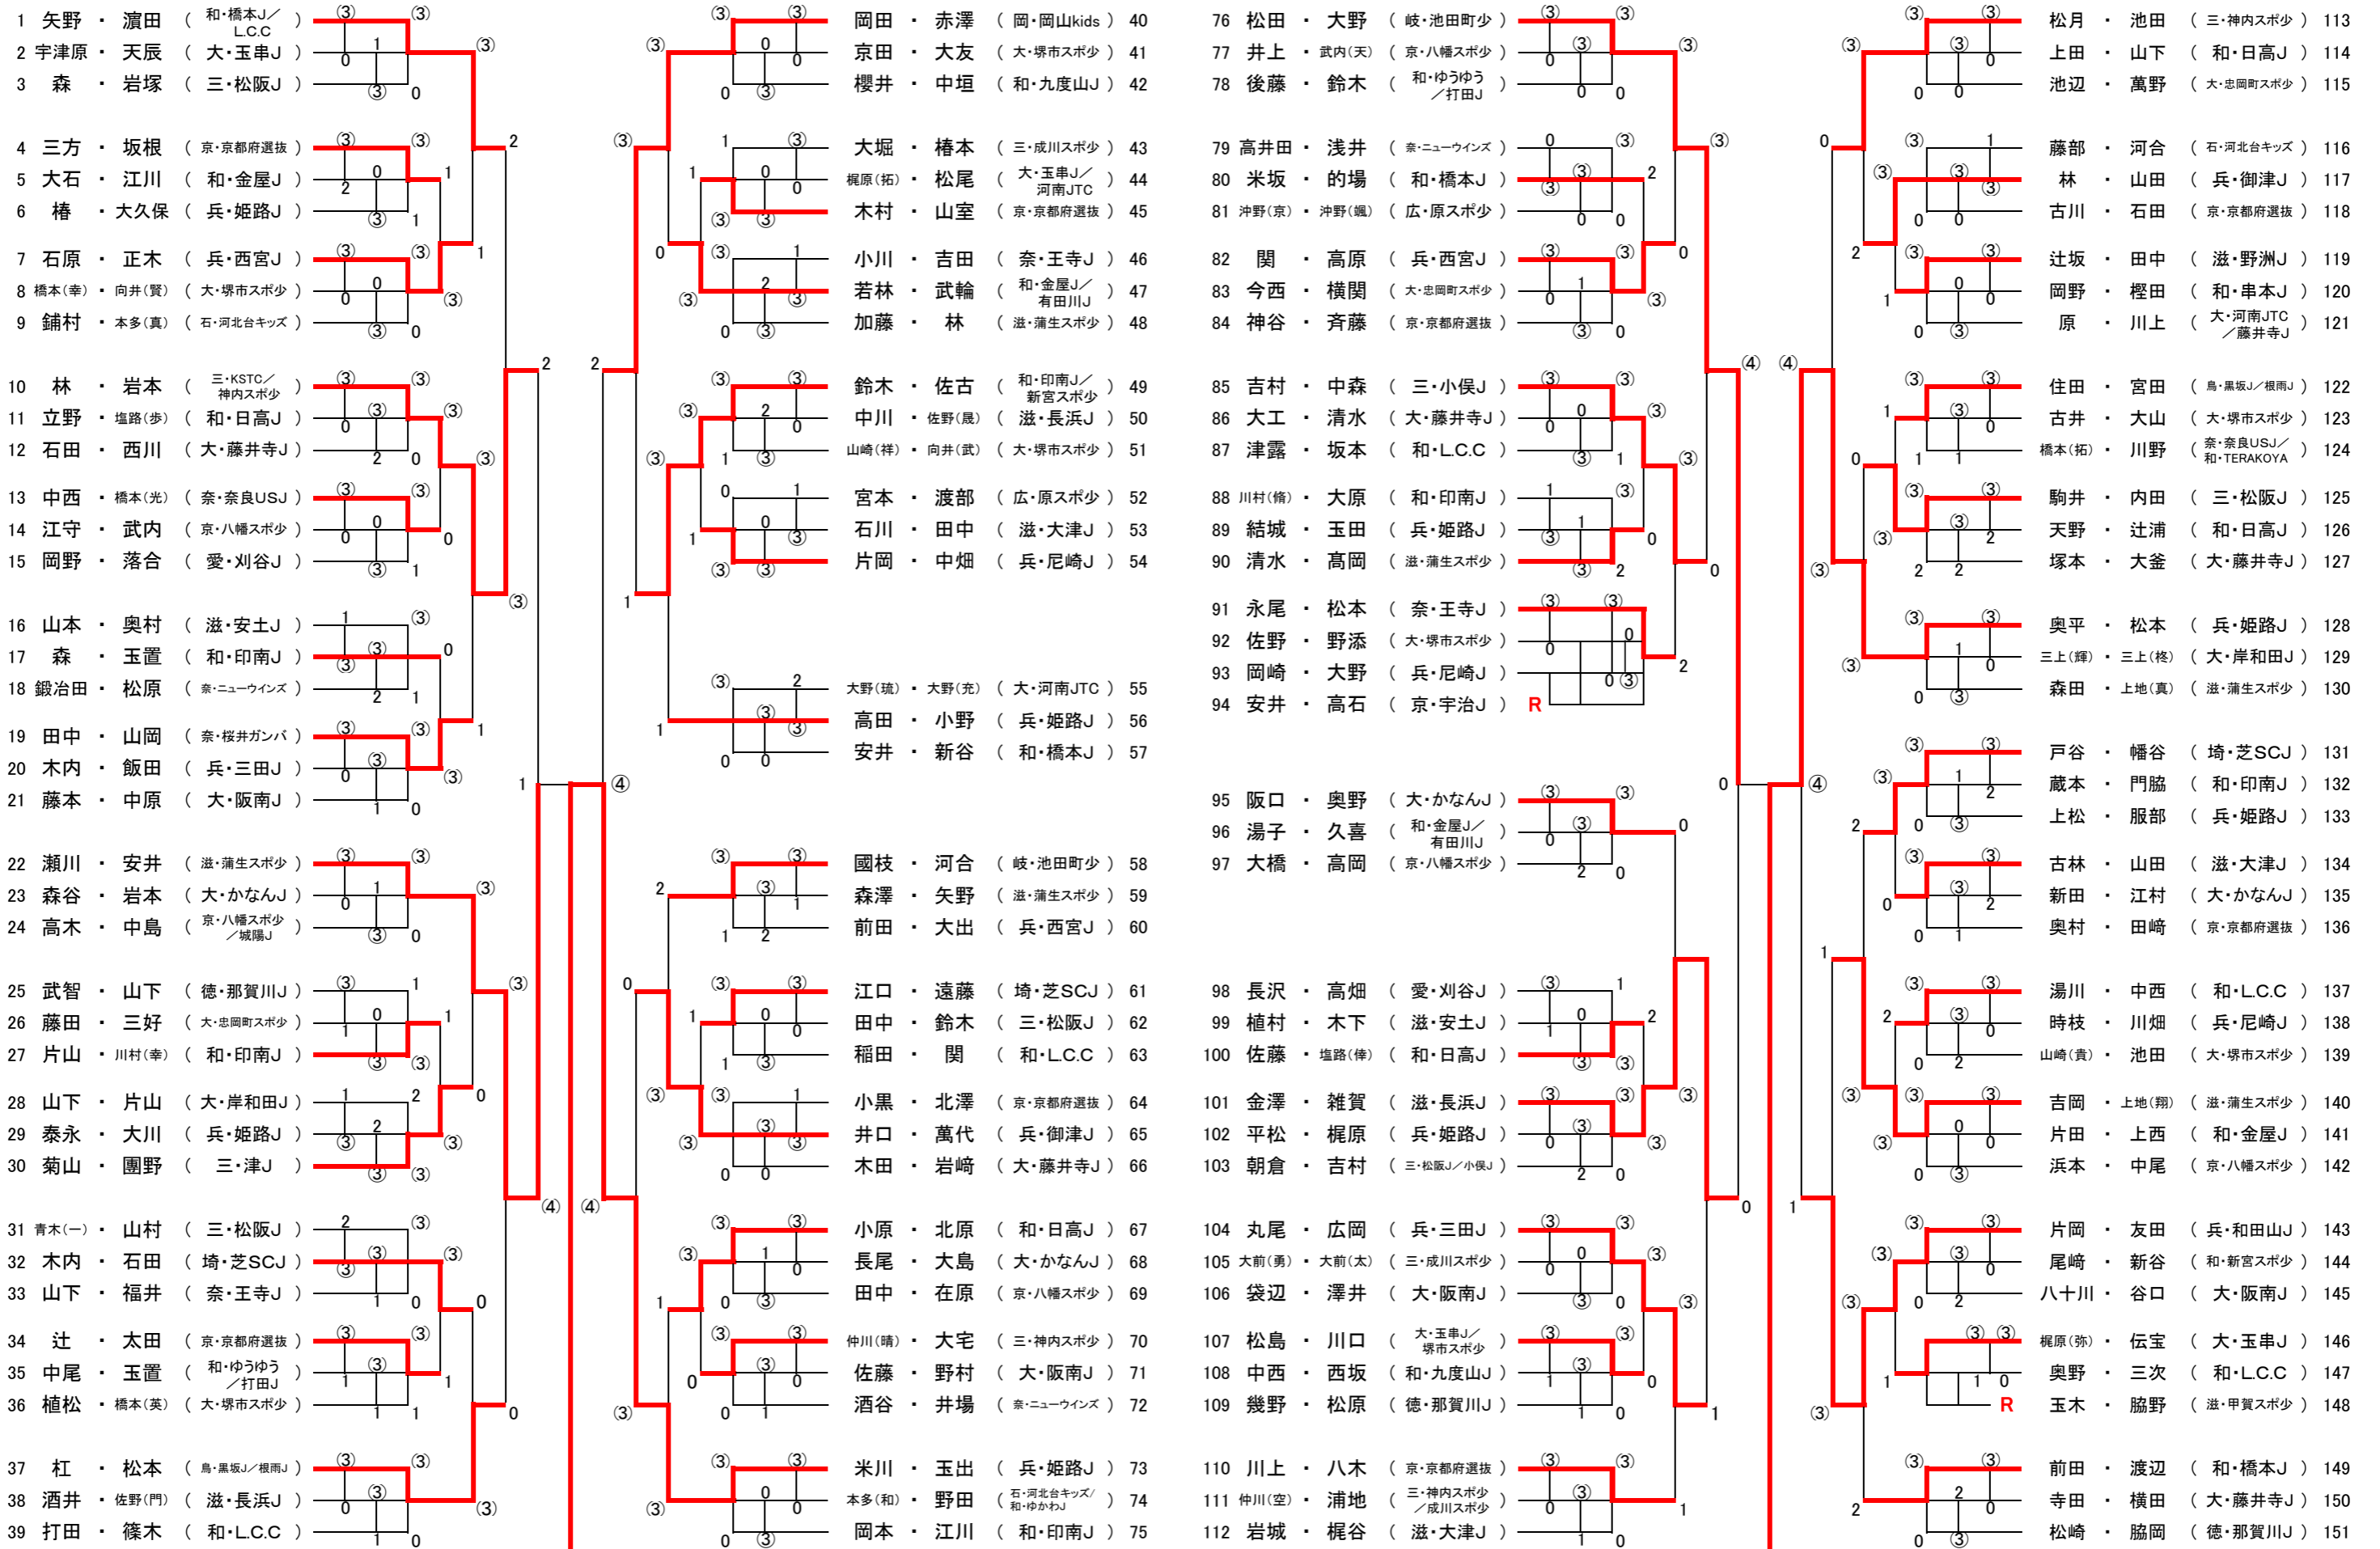 1 矢野 ・ 濵田 ( 和・橋本J／L.C.C )
2 宇津原 ・ 天辰 ( 大・玉串J )
3 森 ・ 岩塚 ( 三・松阪J )
4 三方 ・ 坂根 ( 京・京都府選抜 )
5 大石 ・ 江川 ( 和・金屋J )
6 椿 ・ 大久保 ( 兵・姫路J )
7 石原 ・ 正木 ( 兵・西宮J )
8 橋本(幸) ・ 向井(賢) ( 大・堺市スポ少 )
9 鋪村 ・ 本多(真) ( 石・河北台キッズ )
10 林 ・ 岩本 ( 三・KSTC／神内スポ少 )
11 立野 ・ 塩路(歩) ( 和・日高J )
12 石田 ・ 西川 ( 大・藤井寺J )
13 中西 ・ 橋本(光) ( 奈・奈良USJ )
14 江守 ・ 武内 ( 京・八幡スポ少 )
15 岡野 ・ 落合 ( 愛・刈谷J )
16 山本 ・ 奥村 ( 滋・安土J )
17 森 ・ 玉置 ( 和・印南J )
18 鍛冶田 ・ 松原 ( 奈・ニューウインズ )
19 田中 ・ 山岡 ( 奈・桜井ガンバ )
20 木内 ・ 飯田 ( 兵・三田J )
21 藤本 ・ 中原 ( 大・阪南J )
22 瀬川 ・ 安井 ( 滋・蒲生スポ少 )
23 森谷 ・ 岩本 ( 大・かなんJ )
24 高木 ・ 中島 ( 京・八幡スポ少／城陽J )
25 武智 ・ 山下 ( 徳・那賀川J )
26 藤田 ・ 三好 ( 大・忠岡町スポ少 )
27 片山 ・ 川村(幸) ( 和・印南J )
28 山下 ・ 片山 ( 大・岸和田J )
29 泰永 ・ 大川 ( 兵・姫路J )
30 菊山 ・ 團野 ( 三・津J )
31 青木(一) ・ 山村 ( 三・松阪J )
32 木内 ・ 石田 ( 埼・芝SCJ )
33 山下 ・ 福井 ( 奈・王寺J )
34 辻 ・ 太田 ( 京・京都府選抜 )
35 中尾 ・ 玉置 ( 和・ゆうゆう／打田J )
36 植松 ・ 橋本(英) ( 大・堺市スポ少 )
37 杠 ・ 松本 ( 鳥・黒坂J／根雨J )
38 酒井 ・ 佐野(門) ( 滋・長浜J )
39 打田 ・ 篠木 ( 和・L.C.C )
岡田 ・ 赤澤 ( 岡・岡山kids ) 40
京田 ・ 大友 ( 大・堺市スポ少 ) 41
櫻井 ・ 中垣 ( 和・九度山J ) 42
大堀 ・ 椿本 ( 三・成川スポ少 ) 43
梶原(拓) ・ 松尾 ( 大・玉串J／河南JTC ) 44
木村 ・ 山室 ( 京・京都府選抜 ) 45
小川 ・ 吉田 ( 奈・王寺J ) 46
若林 ・ 武輪 ( 和・金屋J／有田川J ) 47
加藤 ・ 林 ( 滋・蒲生スポ少 ) 48
鈴木 ・ 佐古 ( 和・印南J／新宮スポ少 ) 49
中川 ・ 佐野(晟) ( 滋・長浜J ) 50
山崎(祥) ・ 向井(武) ( 大・堺市スポ少 ) 51
宮本 ・ 渡部 ( 広・原スポ少 ) 52
石川 ・ 田中 ( 滋・大津J ) 53
片岡 ・ 中畑 ( 兵・尼崎J ) 54
大野(琉) ・ 大野(充) ( 大・河南JTC ) 55
高田 ・ 小野 ( 兵・姫路J ) 56
安井 ・ 新谷 ( 和・橋本J ) 57
國枝 ・ 河合 ( 岐・池田町少 ) 58
森澤 ・ 矢野 ( 滋・蒲生スポ少 ) 59
前田 ・ 大出 ( 兵・西宮J ) 60
江口 ・ 遠藤 ( 埼・芝SCJ ) 61
田中 ・ 鈴木 ( 三・松阪J ) 62
稲田 ・ 関 ( 和・L.C.C ) 63
小黒 ・ 北澤 ( 京・京都府選抜 ) 64
井口 ・ 萬代 ( 兵・御津J ) 65
木田 ・ 岩﨑 ( 大・藤井寺J ) 66
小原 ・ 北原 ( 和・日高J ) 67
長尾 ・ 大島 ( 大・かなんJ ) 68
田中 ・ 在原 ( 京・八幡スポ少 ) 69
仲川(晴) ・ 大宅 ( 三・神内スポ少 ) 70
佐藤 ・ 野村 ( 大・阪南J ) 71
酒谷 ・ 井場 ( 奈・ニューウインズ ) 72
米川 ・ 玉出 ( 兵・姫路J ) 73
本多(和) ・ 野田 ( 石・河北台キッズ/和・ゆかわJ ) 74
岡本 ・ 江川 ( 和・印南J ) 75
76 松田 ・ 大野 ( 岐・池田町少 )
77 井上 ・ 武内(天) ( 京・八幡スポ少 )
78 後藤 ・ 鈴木 ( 和・ゆうゆう／打田J )
79 高井田 ・ 浅井 ( 奈・ニューウインズ )
80 米坂 ・ 的場 ( 和・橋本J )
81 沖野(京) ・ 沖野(颯) ( 広・原スポ少 )
82 関 ・ 高原 ( 兵・西宮J )
83 今西 ・ 横関 ( 大・忠岡町スポ少 )
84 神谷 ・ 斉藤 ( 京・京都府選抜 )
85 吉村 ・ 中森 ( 三・小俣J )
86 大工 ・ 清水 ( 大・藤井寺J )
87 津露 ・ 坂本 ( 和・L.C.C )
88 川村(脩) ・ 大原 ( 和・印南J )
89 結城 ・ 玉田 ( 兵・姫路J )
90 清水 ・ 髙岡 ( 滋・蒲生スポ少 )
91 永尾 ・ 松本 ( 奈・王寺J )
92 佐野 ・ 野添 ( 大・堺市スポ少 )
93 岡崎 ・ 大野 ( 兵・尼崎J )
94 安井 ・ 高石 ( 京・宇治J ) R
95 阪口 ・ 奥野 ( 大・かなんJ )
96 湯子 ・ 久喜 ( 和・金屋J／有田川J )
97 大橋 ・ 高岡 ( 京・八幡スポ少 )
98 長沢 ・ 高畑 ( 愛・刈谷J )
99 植村 ・ 木下 ( 滋・安土J )
100 佐藤 ・ 塩路(倖) ( 和・日高J )
101 金澤 ・ 雑賀 ( 滋・長浜J )
102 平松 ・ 梶原 ( 兵・姫路J )
103 朝倉 ・ 吉村 ( 三・松阪J／小俣J )
104 丸尾 ・ 広岡 ( 兵・三田J )
105 大前(勇) ・ 大前(太) ( 三・成川スポ少 )
106 袋辺 ・ 澤井 ( 大・阪南J )
107 松島 ・ 川口 ( 大・玉串J／堺市スポ少 )
108 中西 ・ 西坂 ( 和・九度山J )
109 幾野 ・ 松原 ( 徳・那賀川J )
110 川上 ・ 八木 ( 京・京都府選抜 )
111 仲川(空) ・ 浦地 ( 三・神内スポ少／成川スポ少 )
112 岩城 ・ 梶谷 ( 滋・大津J )
松月 ・ 池田 ( 三・神内スポ少 ) 113
上田 ・ 山下 ( 和・日高J ) 114
池辺 ・ 萬野 ( 大・忠岡町スポ少 ) 115
藤部 ・ 河合 ( 石・河北台キッズ ) 116
林 ・ 山田 ( 兵・御津J ) 117
古川 ・ 石田 ( 京・京都府選抜 ) 118
辻坂 ・ 田中 ( 滋・野洲J ) 119
岡野 ・ 樫田 ( 和・串本J ) 120
原 ・ 川上 ( 大・河南JTC／藤井寺J ) 121
住田 ・ 宮田 ( 鳥・黒坂J／根雨J ) 122
古井 ・ 大山 ( 大・堺市スポ少 ) 123
橋本(拓) ・ 川野 ( 奈・奈良USJ／和・TERAKOYA ) 124
駒井 ・ 内田 ( 三・松阪J ) 125
天野 ・ 辻浦 ( 和・日高J ) 126
塚本 ・ 大釜 ( 大・藤井寺J ) 127
奥平 ・ 松本 ( 兵・姫路J ) 128
三上(輝) ・ 三上(柊) ( 大・岸和田J ) 129
森田 ・ 上地(真) ( 滋・蒲生スポ少 ) 130
戸谷 ・ 幡谷 ( 埼・芝SCJ ) 131
蔵本 ・ 門脇 ( 和・印南J ) 132
上松 ・ 服部 ( 兵・姫路J ) 133
古林 ・ 山田 ( 滋・大津J ) 134
新田 ・ 江村 ( 大・かなんJ ) 135
奥村 ・ 田﨑 ( 京・京都府選抜 ) 136
湯川 ・ 中西 ( 和・L.C.C ) 137
時枝 ・ 川畑 ( 兵・尼崎J ) 138
山崎(貴) ・ 池田 ( 大・堺市スポ少 ) 139
吉岡 ・ 上地(翔) ( 滋・蒲生スポ少 ) 140
片田 ・ 上西 ( 和・金屋J ) 141
浜本 ・ 中尾 ( 京・八幡スポ少 ) 142
片岡 ・ 友田 ( 兵・和田山J ) 143
尾﨑 ・ 新谷 ( 和・新宮スポ少 ) 144
八十川 ・ 谷口 ( 大・阪南J ) 145
梶原(弥) ・ 伝宝 ( 大・玉串J ) 146
奥野 ・ 三次 ( 和・L.C.C ) 147
R 玉木 ・ 脇野 ( 滋・甲賀スポ少 ) 148
前田 ・ 渡辺 ( 和・橋本J ) 149
寺田 ・ 横田 ( 大・藤井寺J ) 150
松崎 ・ 脇岡 ( 徳・那賀川J ) 151